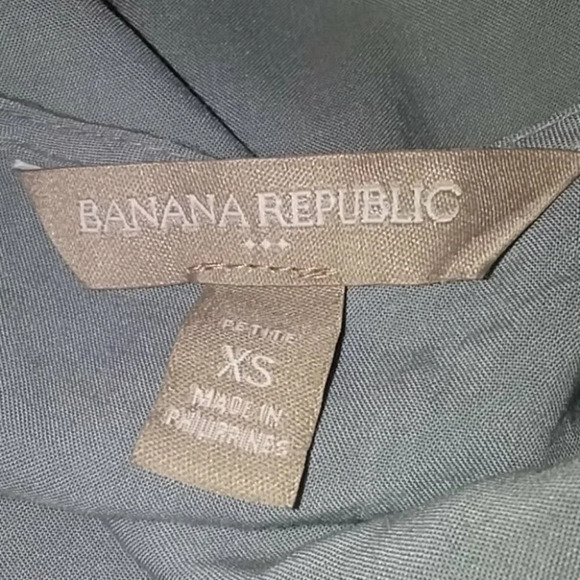 BANANA REPUBLIC
PETITE
XS
MADE IN
PHILIPPINES